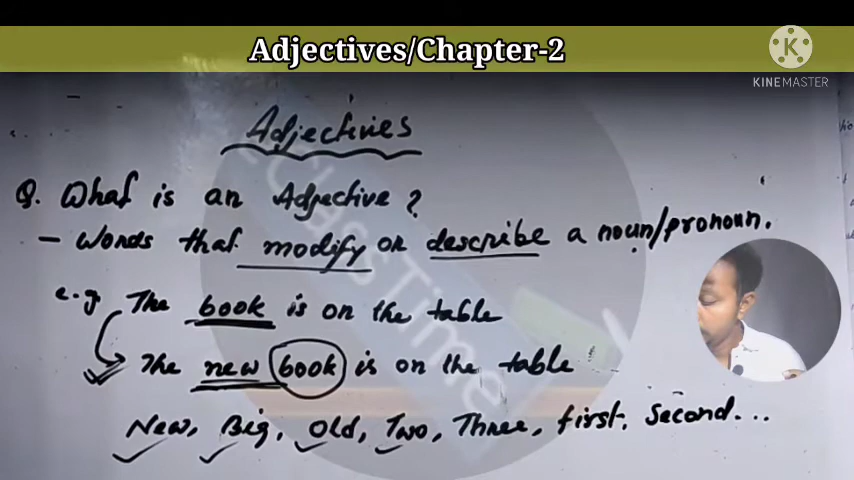 Adjectives/Chapter-2
K
KINEMASTER
Adjectives
Q. What is an Adjective?
- Words that modify or describe a noun/pronoun.
e.g The book is on the table
The new book is on the table
New, Big, Old, Two, Three, first, Second...
ClassTime